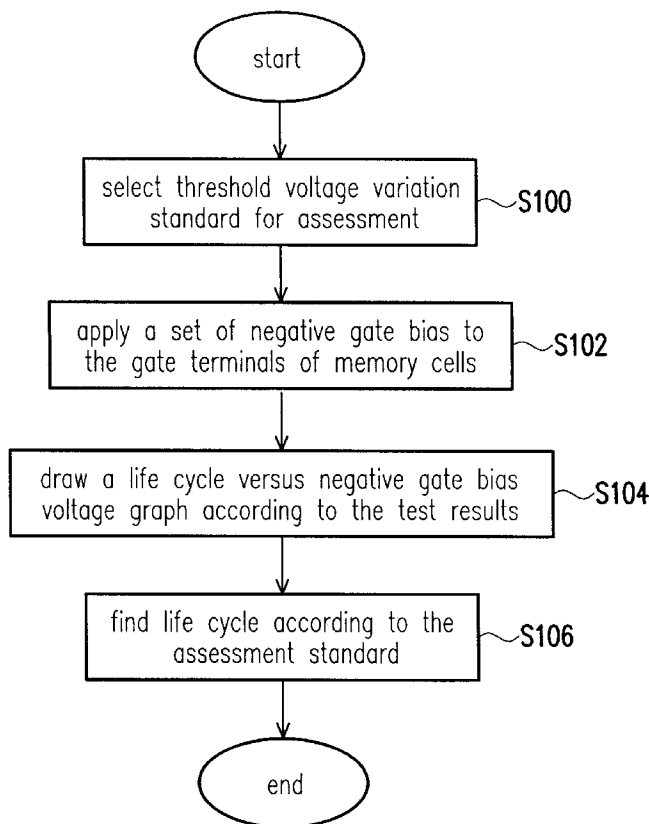 start
select threshold voltage variation
standard for assessment
S100
apply a set of negative gate bias to
the gate terminals of memory cells
S102
draw a life cycle versus negative gate bias
voltage graph according to the test results
S104
find life cycle according to the
assessment standard
S106
end